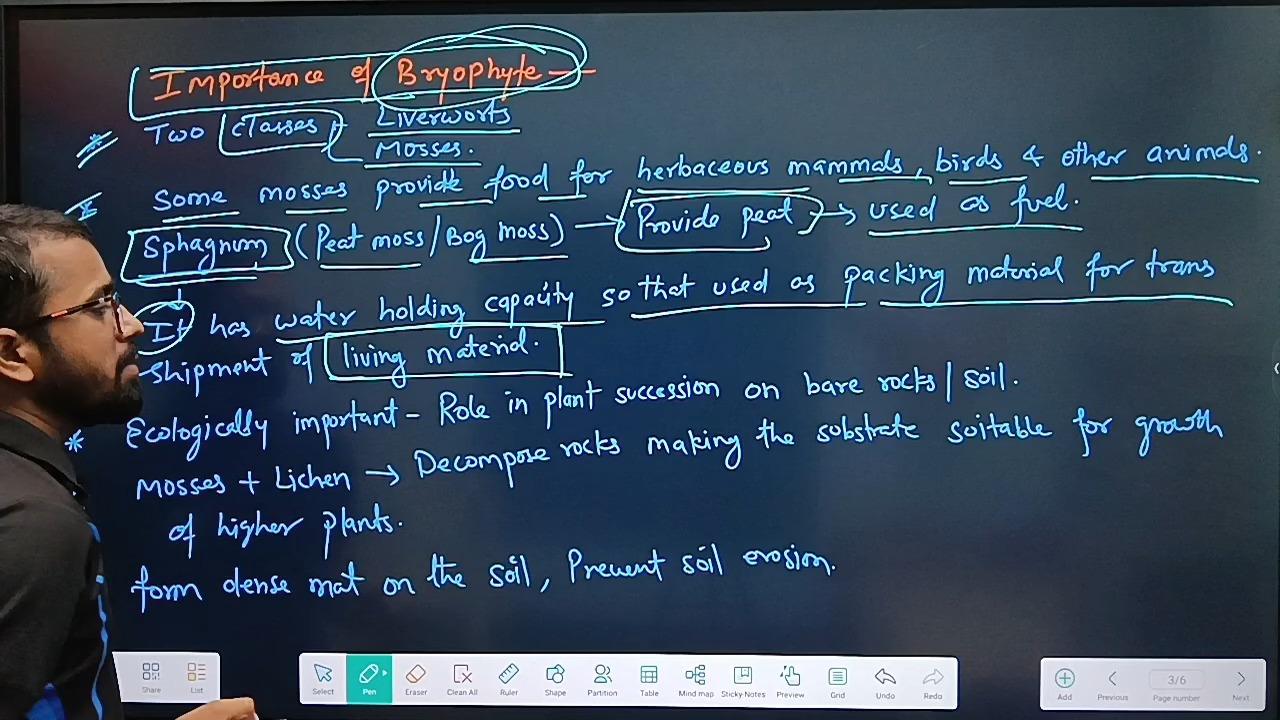 Importance of Bryophyte —
* Two classes Liverworts
Mosses.
* Some mosses provide food for herbaceous mammals, birds & other animals.
Sphagnum (Peat moss/Bog moss) → Provide peat → used as fuel.
It has water holding capacity so that used as packing material for trans
-shipment of living material.
* Ecologically important - Role in plant succession on bare rocks/soil.
Mosses + Lichen → Decompose rocks making the substrate suitable for growth
of higher plants.
form dense mat on the soil, Prevent soil erosion.
Share List Select Pen Eraser Clean All Ruler Shape Partition Table Mind map Sticky Notes Preview Grid Undo Redo Add Previous 3/6 Page number Next